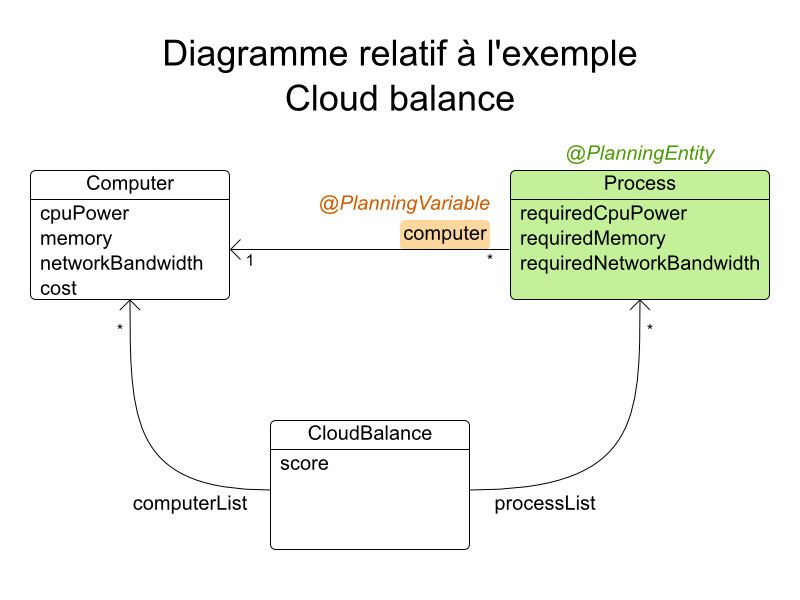 Diagramme relatif à l'exemple
Cloud balance
@PlanningEntity
Computer
cpuPower
memory
networkBandwidth
cost
@PlanningVariable
computer
1
*
Process
requiredCpuPower
requiredMemory
requiredNetworkBandwidth
*
*
CloudBalance
score
computerList
processList